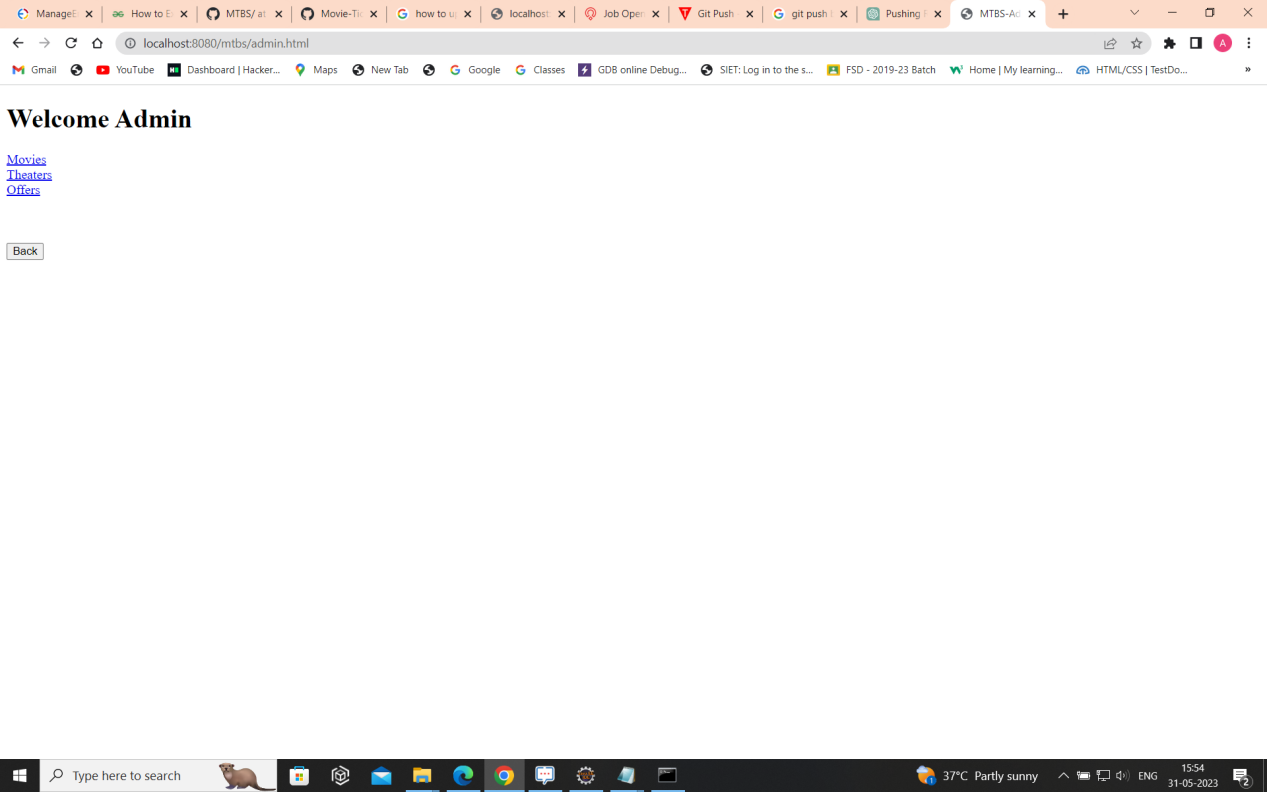 ManageE
How to E
MTBS/ at
Movie-Tic
how to up
localhost:
Job Open
Git Push
git push
Pushing
MTBS-Ad
localhost:8080/mtbs/admin.html
A
Gmail
YouTube
Dashboard | Hacker...
Maps
New Tab
Google
Classes
GDB online Debug...
SIET: Log in to the s...
FSD - 2019-23 Batch
Home | My learning...
HTML/CSS | TestDo...
»
Welcome Admin
Movies
Theaters
Offers
Back
Type here to search
37°C Partly sunny
ENG
15:54
31-05-2023
2